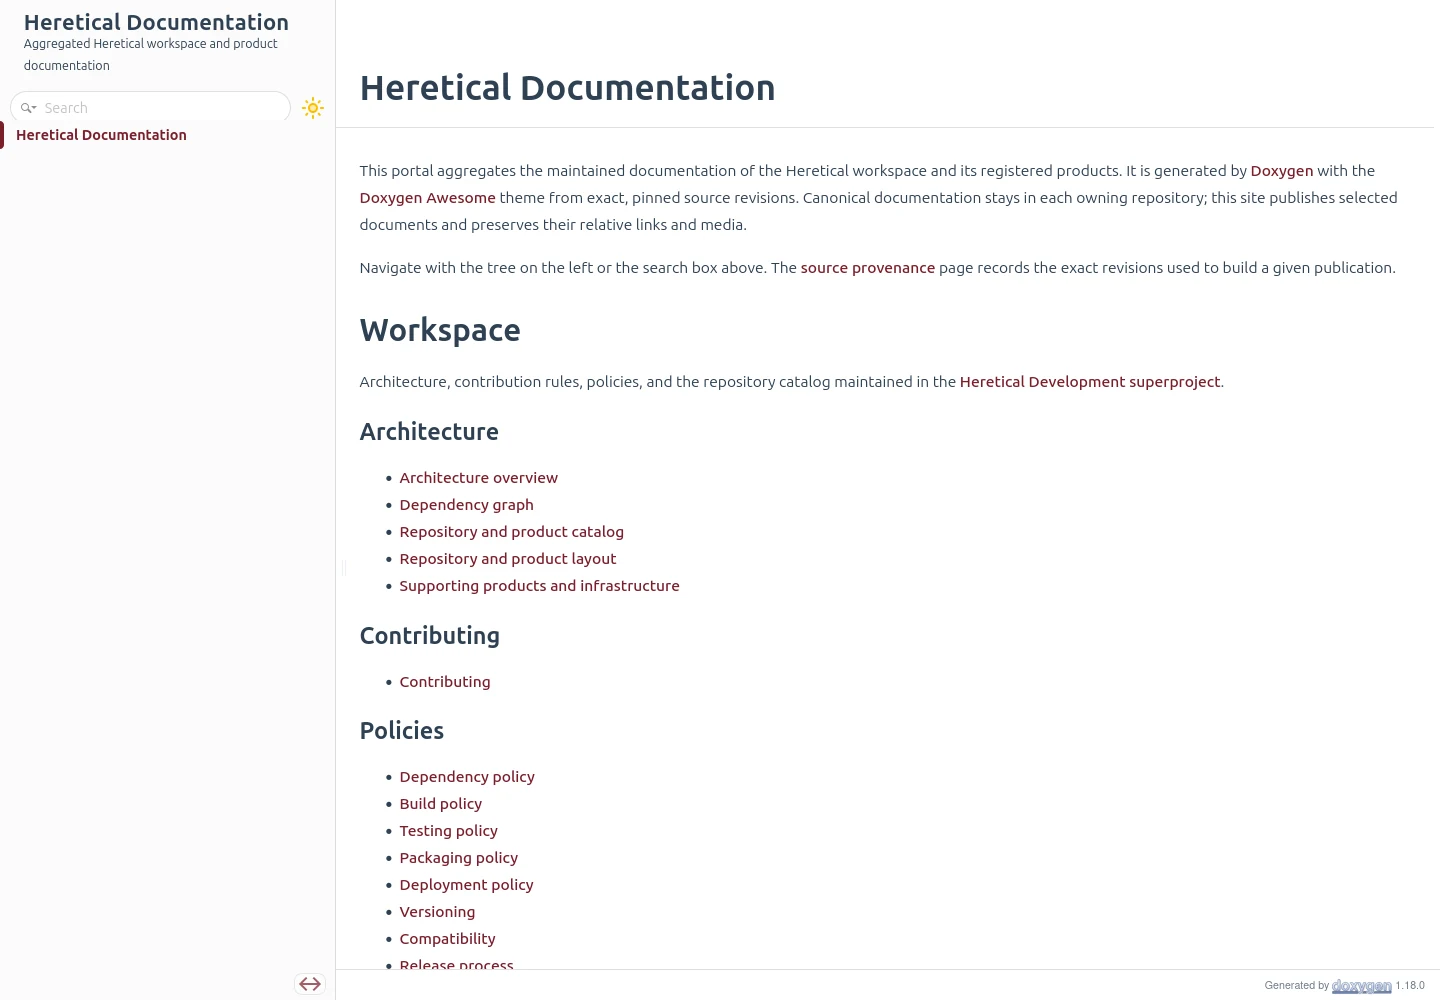 Heretical Documentation
Aggregated Heretical workspace and product
documentation
Search
Heretical Documentation
Heretical Documentation
This portal aggregates the maintained documentation of the Heretical workspace and its registered products. It is generated by Doxygen with the
Doxygen Awesome theme from exact, pinned source revisions. Canonical documentation stays in each owning repository; this site publishes selected
documents and preserves their relative links and media.
Navigate with the tree on the left or the search box above. The source provenance page records the exact revisions used to build a given publication.
Workspace
Architecture, contribution rules, policies, and the repository catalog maintained in the Heretical Development superproject.
Architecture
• Architecture overview
• Dependency graph
• Repository and product catalog
• Repository and product layout
• Supporting products and infrastructure
Contributing
• Contributing
Policies
• Dependency policy
• Build policy
• Testing policy
• Packaging policy
• Deployment policy
• Versioning
• Compatibility
• Release process
Generated by doxygen 1.18.0